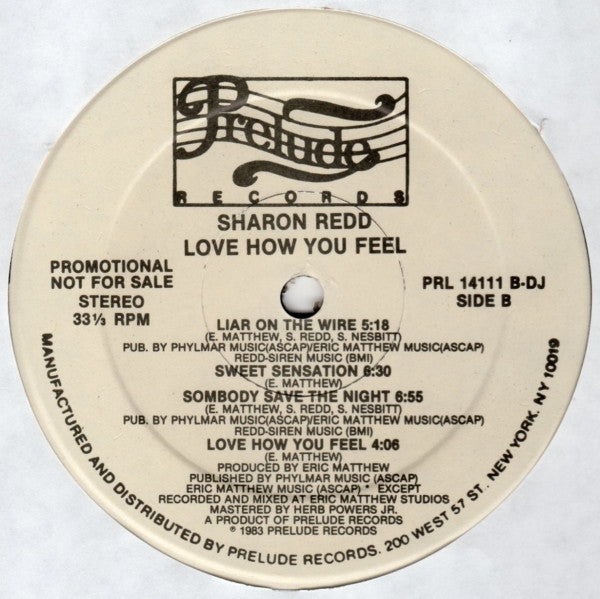 Prelude
RECORDS
SHARON REDD
LOVE HOW YOU FEEL
PROMOTIONAL
NOT FOR SALE
STEREO
33⅓ RPM
PRL 14111 B-DJ
SIDE B
LIAR ON THE WIRE 5:18
(E. MATTHEW, S. REDD, S. NESBITT)
PUB. BY PHYLMAR MUSIC(ASCAP)/ERIC MATTHEW MUSIC(ASCAP)
REDD-SIREN MUSIC (BMI)
SWEET SENSATION 6:30
(E. MATTHEW)
SOMBODY SAVE THE NIGHT 6:55
(E. MATTHEW, S. REDD, S. NESBITT)
PUB. BY PHYLMAR MUSIC(ASCAP)/ERIC MATTHEW MUSIC(ASCAP)
REDD-SIREN MUSIC (BMI)
LOVE HOW YOU FEEL 4:06
(E. MATTHEW)
PRODUCED BY ERIC MATTHEW
PUBLISHED BY PHYLMAR MUSIC (ASCAP)
ERIC MATTHEW MUSIC (ASCAP) * EXCEPT
RECORDED AND MIXED AT ERIC MATTHEW STUDIOS
MASTERED BY HERB POWERS JR.
A PRODUCT OF PRELUDE RECORDS
℗ 1983 PRELUDE RECORDS
MANUFACTURED AND DISTRIBUTED BY PRELUDE RECORDS. 200 WEST 57 ST. NEW YORK. NY 10019